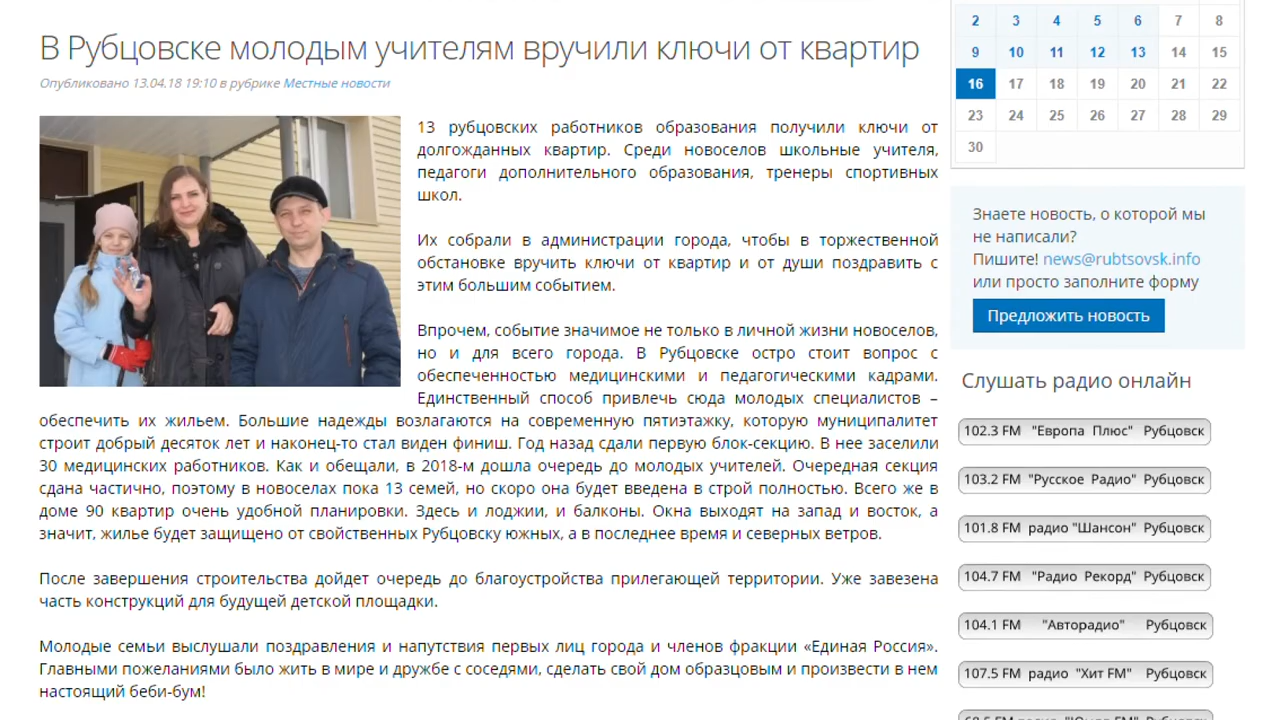 В Рубцовске молодым учителям вручили ключи от квартир
Опубликовано 13.04.18 19:10 в рубрике Местные новости
13 рубцовских работников образования получили ключи от
долгожданных квартир. Среди новоселов школьные учителя,
педагоги дополнительного образования, тренеры спортивных
школ.
Их собрали в администрации города, чтобы в торжественной
обстановке вручить ключи от квартир и от души поздравить с
этим большим событием.
Впрочем, событие значимое не только в личной жизни новоселов,
но и для всего города. В Рубцовске остро стоит вопрос с
обеспеченностью медицинскими и педагогическими кадрами.
Единственный способ привлечь сюда молодых специалистов –
обеспечить их жильем. Большие надежды возлагаются на современную пятиэтажку, которую муниципалитет
строит добрый десяток лет и наконец-то стал виден финиш. Год назад сдали первую блок-секцию. В нее заселили
30 медицинских работников. Как и обещали, в 2018-м дошла очередь до молодых учителей. Очередная секция
сдана частично, поэтому в новоселах пока 13 семей, но скоро она будет введена в строй полностью. Всего же в
доме 90 квартир очень удобной планировки. Здесь и лоджии, и балконы. Окна выходят на запад и восток, а
значит, жилье будет защищено от свойственных Рубцовску южных, а в последнее время и северных ветров.
После завершения строительства дойдет очередь до благоустройства прилегающей территории. Уже завезена
часть конструкций для будущей детской площадки.
Молодые семьи выслушали поздравления и напутствия первых лиц города и членов фракции «Единая Россия».
Главными пожеланиями было жить в мире и дружбе с соседями, сделать свой дом образцовым и произвести в нем
настоящий беби-бум!
2 3 4 5 6 7 8
9 10 11 12 13 14 15
16 17 18 19 20 21 22
23 24 25 26 27 28 29
30
Знаете новость, о которой мы
не написали?
Пишите! news@rubtsovsk.info
или просто заполните форму
Предложить новость
Слушать радио онлайн
102.3 FM "Европа Плюс" Рубцовск
103.2 FM "Русское Радио" Рубцовск
101.8 FM радио "Шансон" Рубцовск
104.7 FM "Радио Рекорд" Рубцовск
104.1 FM "Авторадио" Рубцовск
107.5 FM радио "Хит FM" Рубцовск